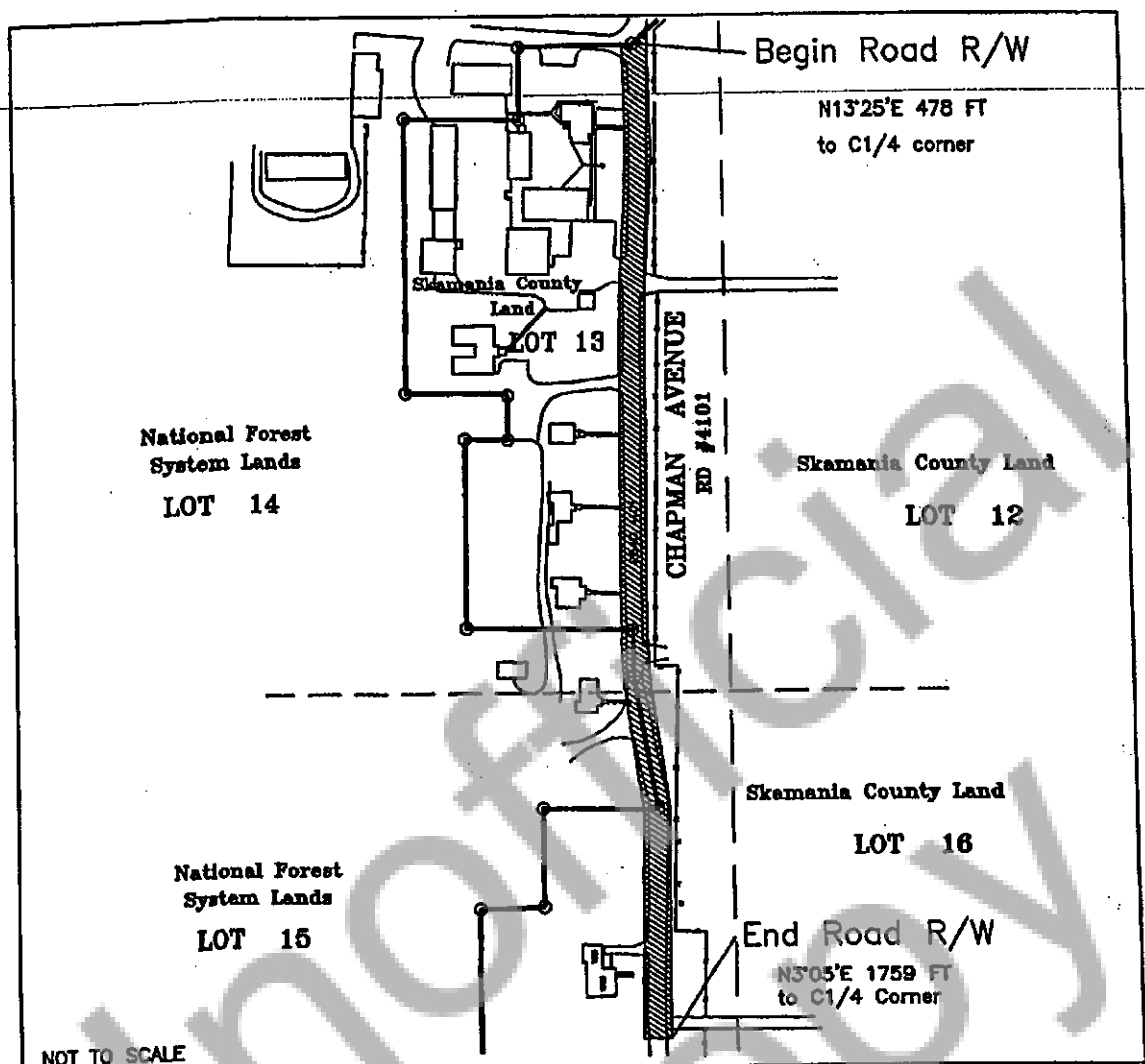 Begin Road R/W
N13°25'E 478 FT
to C1/4 corner
Skamania County
Land
LOT 13
CHAPMAN AVENUE
RD #4101
National Forest
System Lands
LOT 14
Skamania County Land
LOT 12
Skamania County Land
LOT 16
National Forest
System Lands
LOT 15
End Road R/W
N3°05'E 1759 FT
to C1/4 Corner
NOT TO SCALE